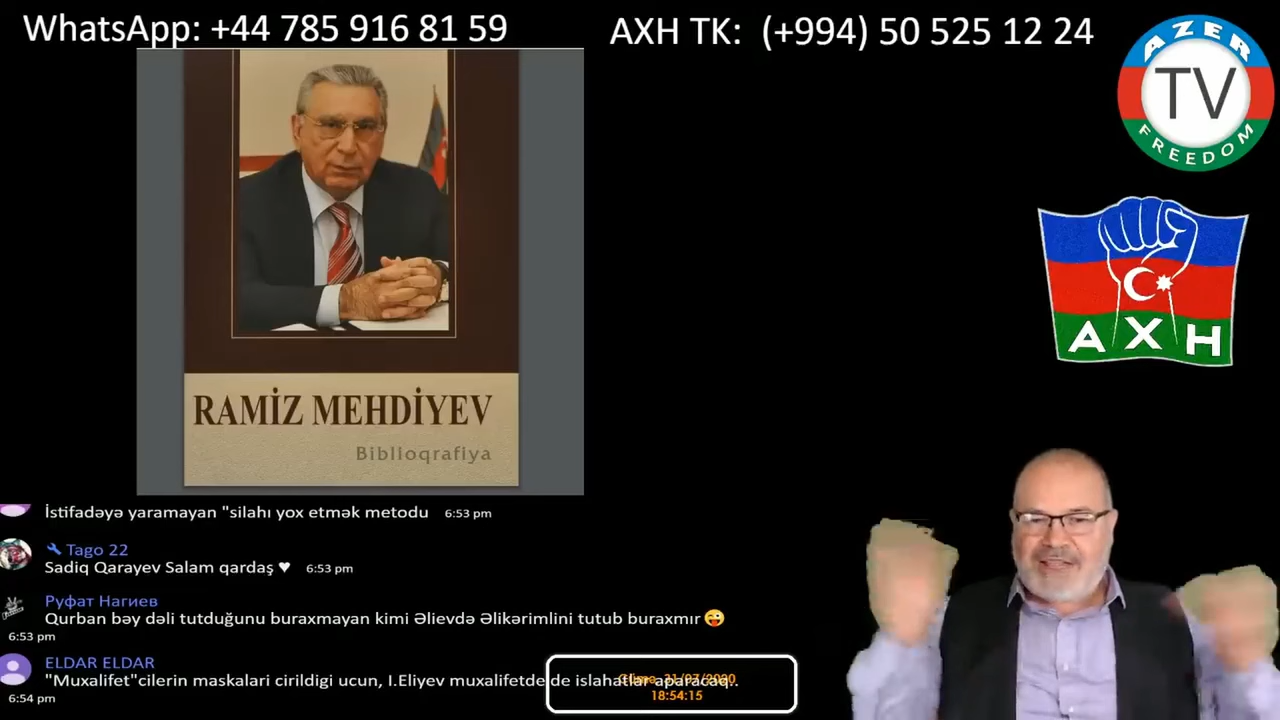 WhatsApp: +44 785 916 81 59
AXH TK: (+994) 50 525 12 24
AZER
TV
FREEDOM
AXH
RAMİZ MEHDİYEV
Biblioqrafiya
İstifadəyə yaramayan "silahı yox etmək metodu 6:53 pm
Tago 22
Sadiq Qarayev Salam qardaş ♥ 6:53 pm
Руфат Нагиев
Qurban bəy dəli tutduğunu buraxmayan kimi Əlievdə Əlikərimlini tutub buraxmır 😜
6:53 pm
ELDAR ELDAR
"Muxalifet"cilerin maskalari cirildigi ucun, I.Eliyev muxalifetde de islahatlar aparacaq..
6:54 pm
31/07/2020
18:54:15